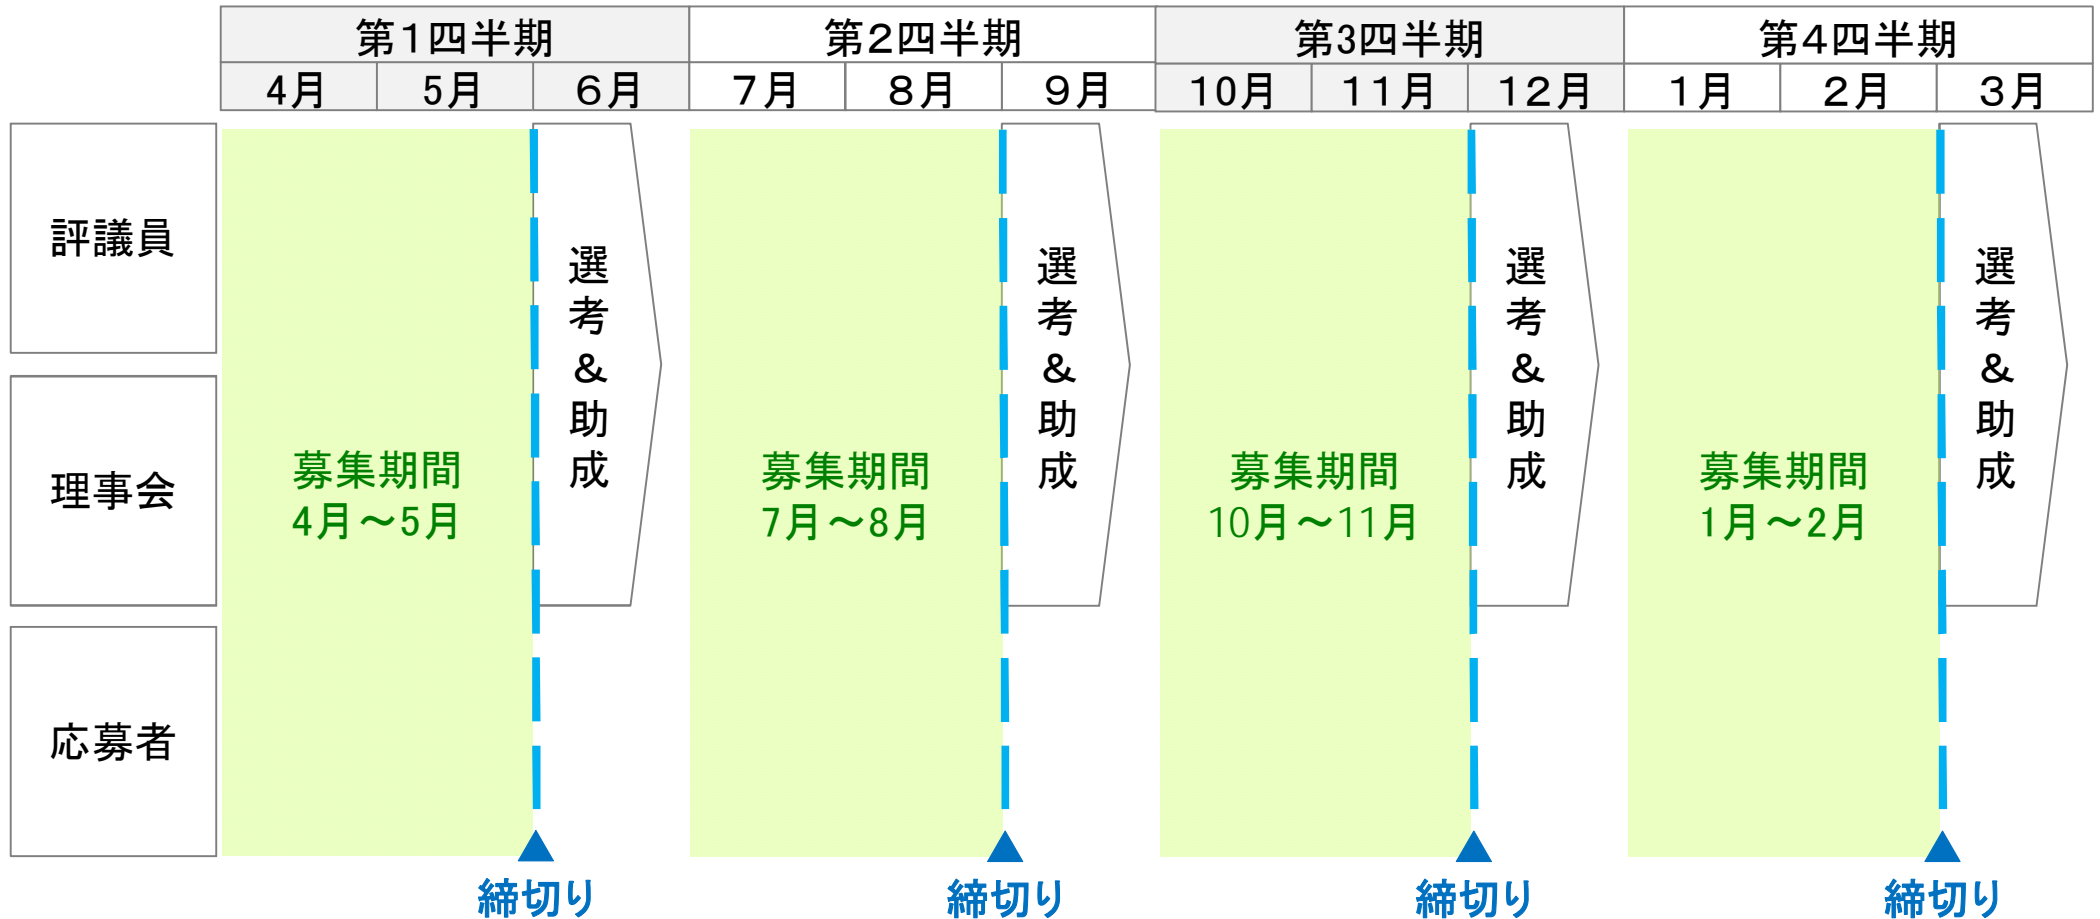 第1四半期
第2四半期
第3四半期
第4四半期
4月
5月
6月
7月
8月
9月
10月
11月
12月
1月
2月
3月
評議員
理事会
応募者
募集期間
4月～5月
選考&助成
締切り
募集期間
7月～8月
選考&助成
締切り
募集期間
10月～11月
選考&助成
締切り
募集期間
1月～2月
選考&助成
締切り